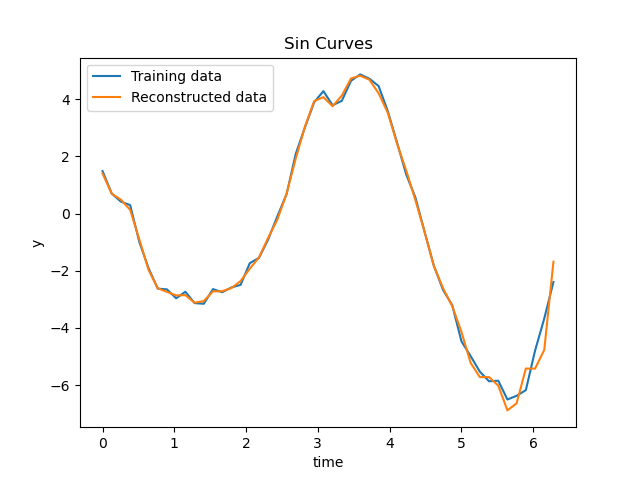 Sin Curves
Training data
Reconstructed data
4
2
0
−2
−4
−6
y
0 1 2 3 4 5 6
time